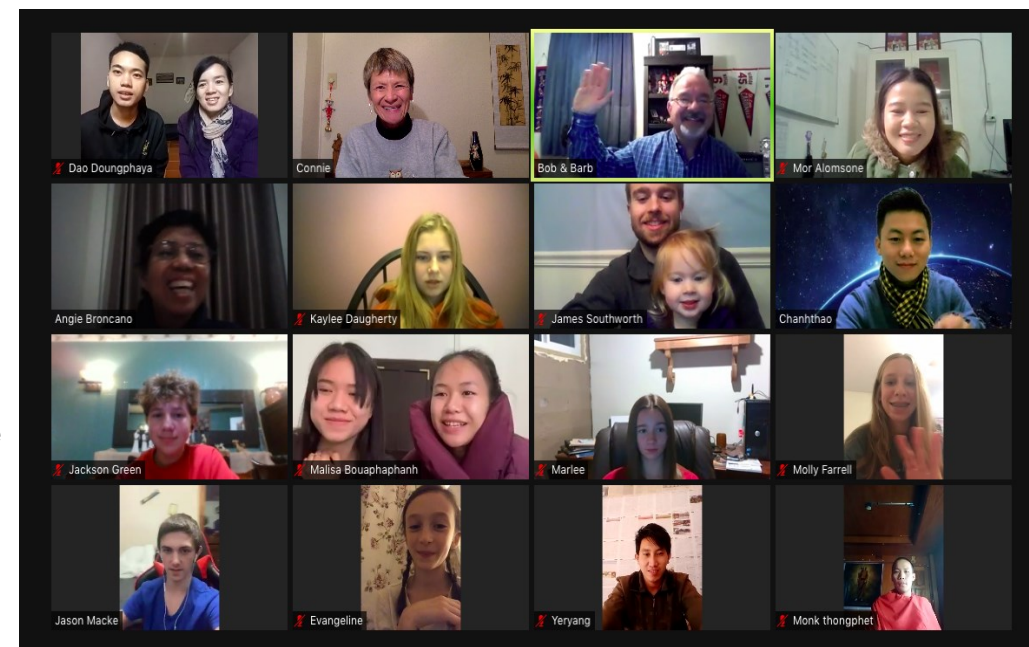 Dao Doungphaya
Connie
Bob & Barb
Mor Alomsone
Angie Broncano
Kaylee Daugherty
James Southworth
Chanhthao
Jackson Green
Malisa Bouaphaphanh
Marlee
Molly Farrell
Jason Macke
Evangeline
Yeryang
Monk thongphet